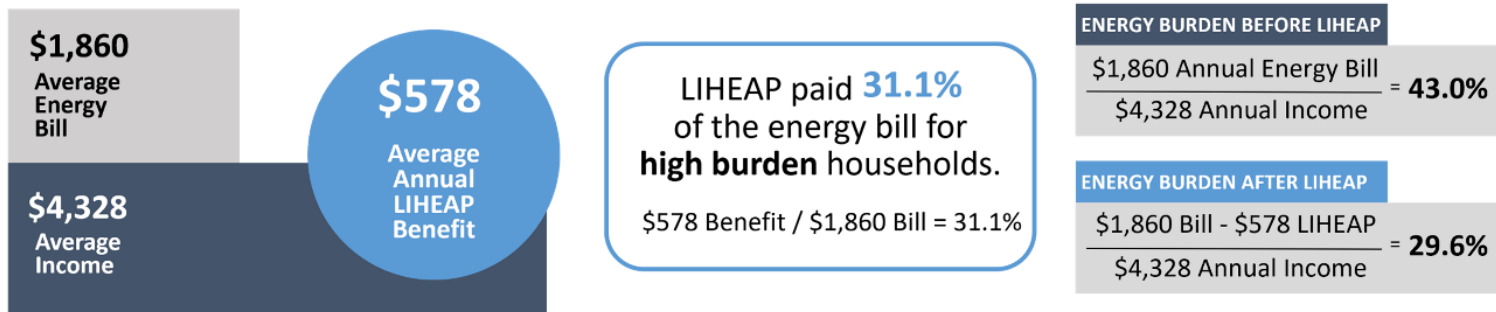 $1,860
Average
Energy
Bill
$4,328
Average
Income
$578
Average
Annual
LIHEAP
Benefit
LIHEAP paid 31.1%
of the energy bill for
high burden households.
$578 Benefit / $1,860 Bill = 31.1%
ENERGY BURDEN BEFORE LIHEAP
$1,860 Annual Energy Bill
$4,328 Annual Income
= 43.0%
ENERGY BURDEN AFTER LIHEAP
$1,860 Bill - $578 LIHEAP
$4,328 Annual Income
= 29.6%